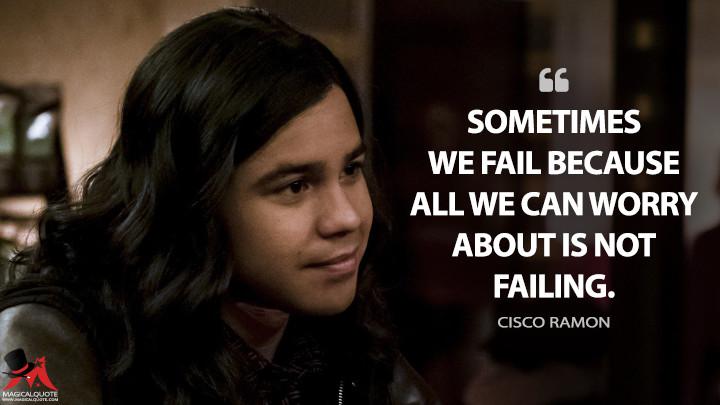 SOMETIMES
WE FAIL BECAUSE
ALL WE CAN WORRY
ABOUT IS NOT
FAILING.
CISCO RAMON
MAGICALQUOTE
WWW.MAGICALQUOTE.COM